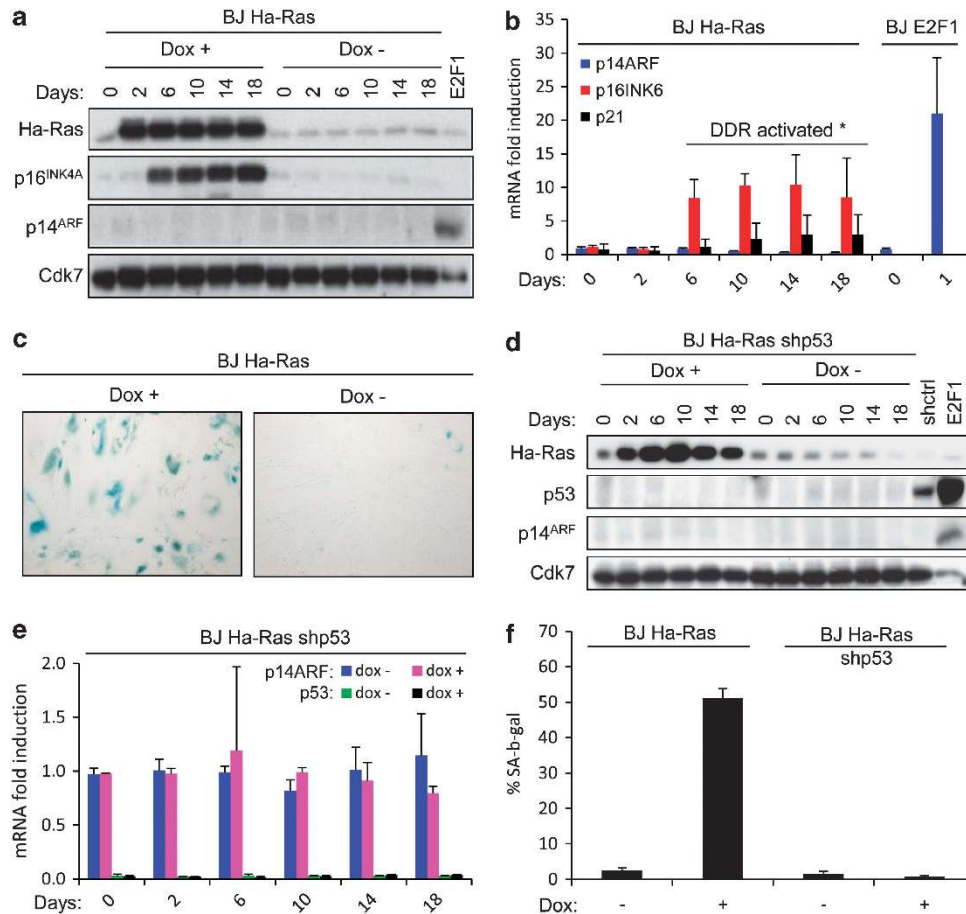 a
BJ Ha-Ras
Dox + Dox -
Days: 0 2 6 10 14 18 0 2 6 10 14 18 E2F1
Ha-Ras
p16INK4A
p14ARF
Cdk7
b
BJ Ha-Ras BJ E2F1
mRNA fold induction
35
30
25
20
15
10
5
0
p14ARF
p16INK6
p21
DDR activated *
Days: 0 2 6 10 14 18 0 1
c
BJ Ha-Ras
Dox + Dox -
d
BJ Ha-Ras shp53
Dox + Dox -
Days: 0 2 6 10 14 18 0 2 6 10 14 18 shctrl E2F1
Ha-Ras
p53
p14ARF
Cdk7
e
BJ Ha-Ras shp53
mRNA fold induction
2.0
1.5
1.0
0.5
0.0
p14ARF: dox - dox +
p53: dox - dox +
Days: 0 2 6 10 14 18
f
BJ Ha-Ras BJ Ha-Ras
shp53
% SA-b-gal
70
60
50
40
30
20
10
0
Dox: - + - +